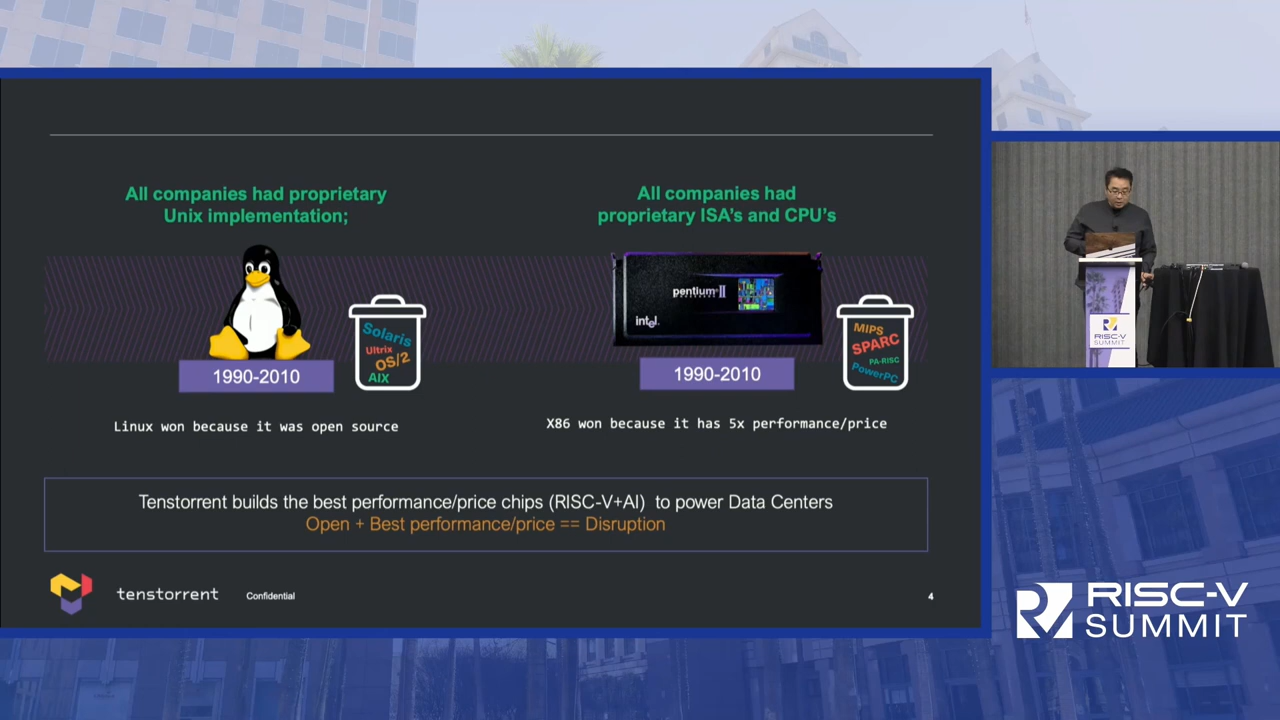 All companies had proprietary
Unix implementation;
Solaris
Ultrix
OS/2
AIX
1990-2010
Linux won because it was open source
All companies had
proprietary ISA's and CPU's
pentium II
intel
MIPS
SPARC
PA-RISC
PowerPC
1990-2010
X86 won because it has 5x performance/price
Tenstorrent builds the best performance/price chips (RISC-V+AI) to power Data Centers
Open + Best performance/price == Disruption
tenstorrent
Confidential
4
RISC-V
SUMMIT
RISC-V
SUMMIT